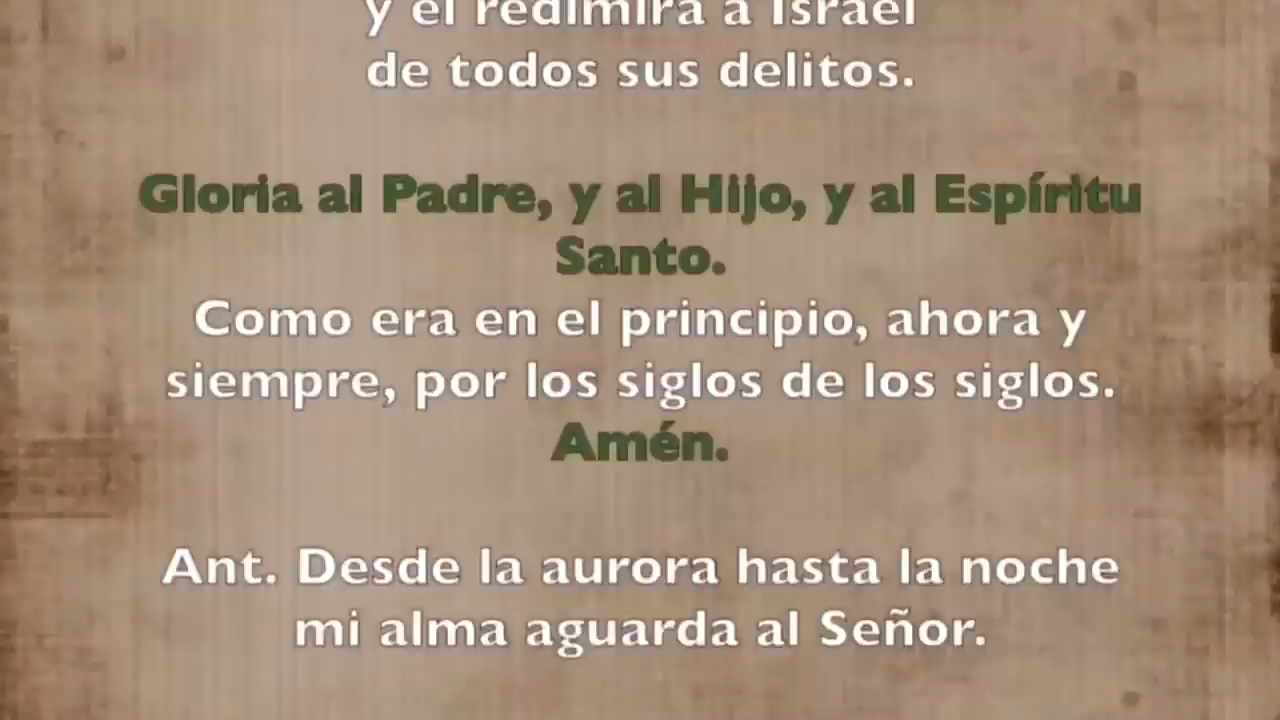 y él redimirá a Israel
de todos sus delitos.
Gloria al Padre, y al Hijo, y al Espíritu
Santo.
Como era en el principio, ahora y
siempre, por los siglos de los siglos.
Amén.
Ant. Desde la aurora hasta la noche
mi alma aguarda al Señor.